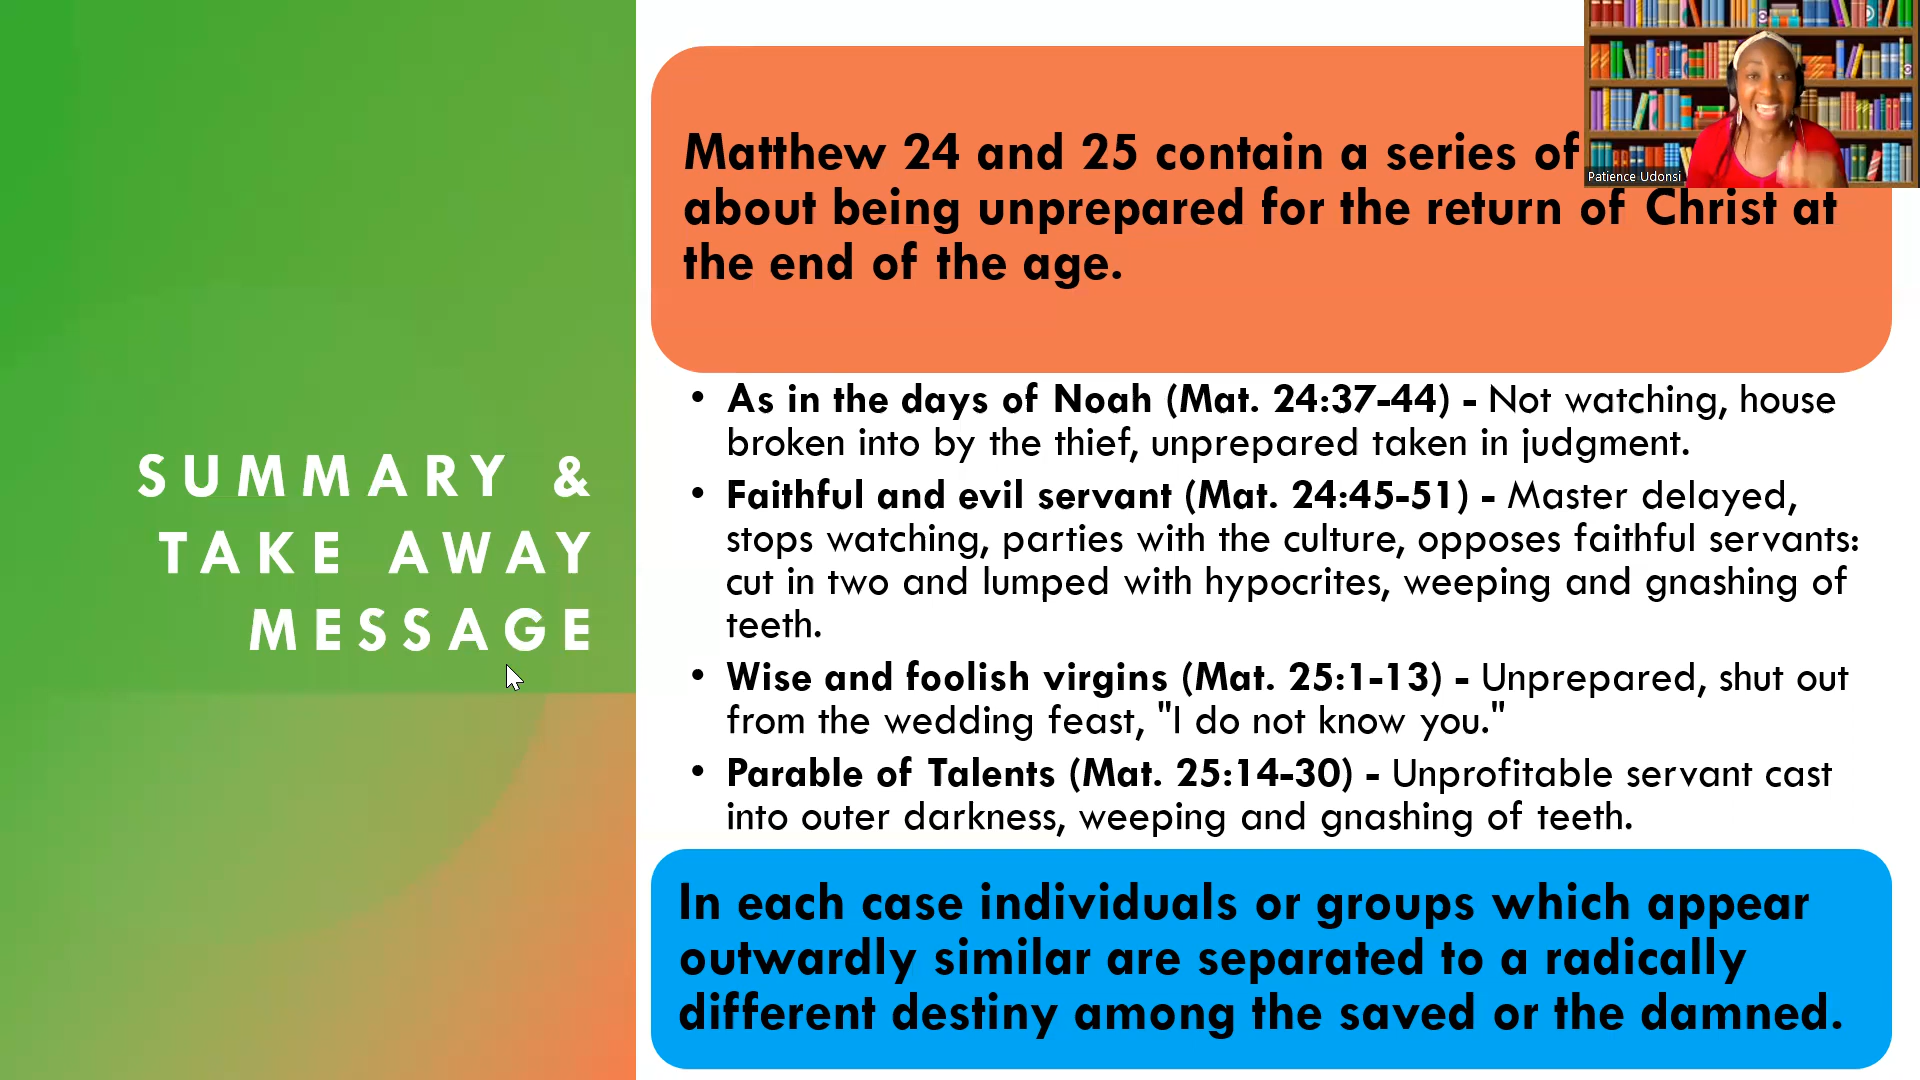 SUMMARY &
TAKE AWAY
MESSAGE
Matthew 24 and 25 contain a series of
about being unprepared for the return of Christ at
the end of the age.
Patience Udonsi
• As in the days of Noah (Mat. 24:37-44) - Not watching, house
broken into by the thief, unprepared taken in judgment.
• Faithful and evil servant (Mat. 24:45-51) - Master delayed,
stops watching, parties with the culture, opposes faithful servants:
cut in two and lumped with hypocrites, weeping and gnashing of
teeth.
• Wise and foolish virgins (Mat. 25:1-13) - Unprepared, shut out
from the wedding feast, "I do not know you."
• Parable of Talents (Mat. 25:14-30) - Unprofitable servant cast
into outer darkness, weeping and gnashing of teeth.
In each case individuals or groups which appear
outwardly similar are separated to a radically
different destiny among the saved or the damned.